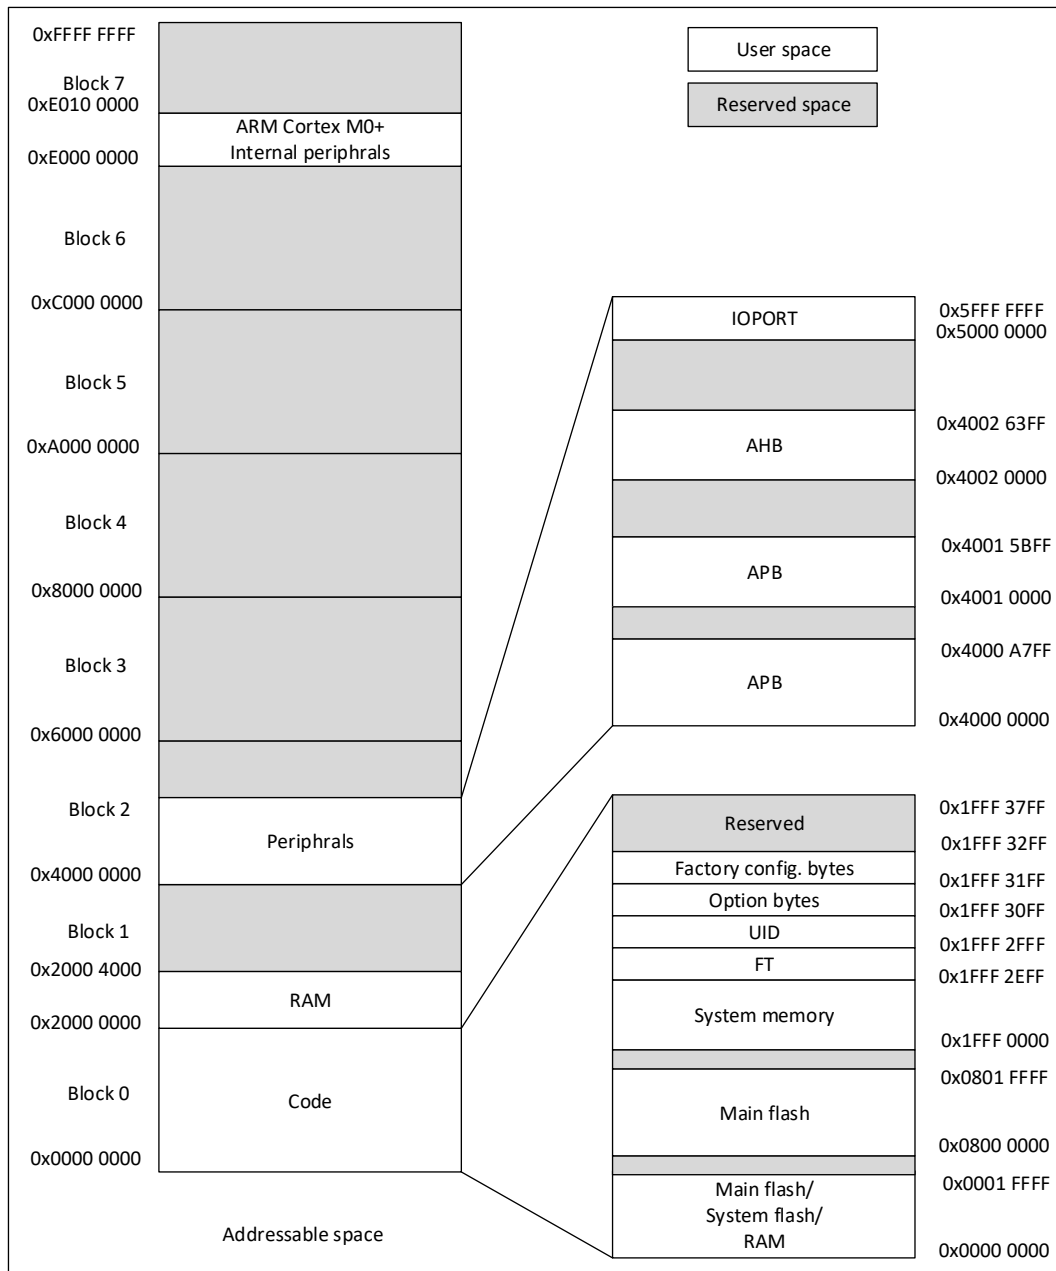 0xFFFF FFFF
Block 7
0xE010 0000
ARM Cortex M0+
Internal periphrals
0xE000 0000
Block 6
0xC000 0000
Block 5
0xA000 0000
Block 4
0x8000 0000
Block 3
0x6000 0000
Block 2
Periphrals
0x4000 0000
Block 1
0x2000 4000
RAM
0x2000 0000
Block 0
Code
0x0000 0000
Addressable space
User space
Reserved space
IOPORT
0x5FFF FFFF
0x5000 0000
0x4002 63FF
AHB
0x4002 0000
0x4001 5BFF
APB
0x4001 0000
0x4000 A7FF
APB
0x4000 0000
0x1FFF 37FF
Reserved
0x1FFF 32FF
Factory config. bytes
0x1FFF 31FF
Option bytes
0x1FFF 30FF
UID
0x1FFF 2FFF
FT
0x1FFF 2EFF
System memory
0x1FFF 0000
0x0801 FFFF
Main flash
0x0800 0000
0x0001 FFFF
Main flash/
System flash/
RAM
0x0000 0000